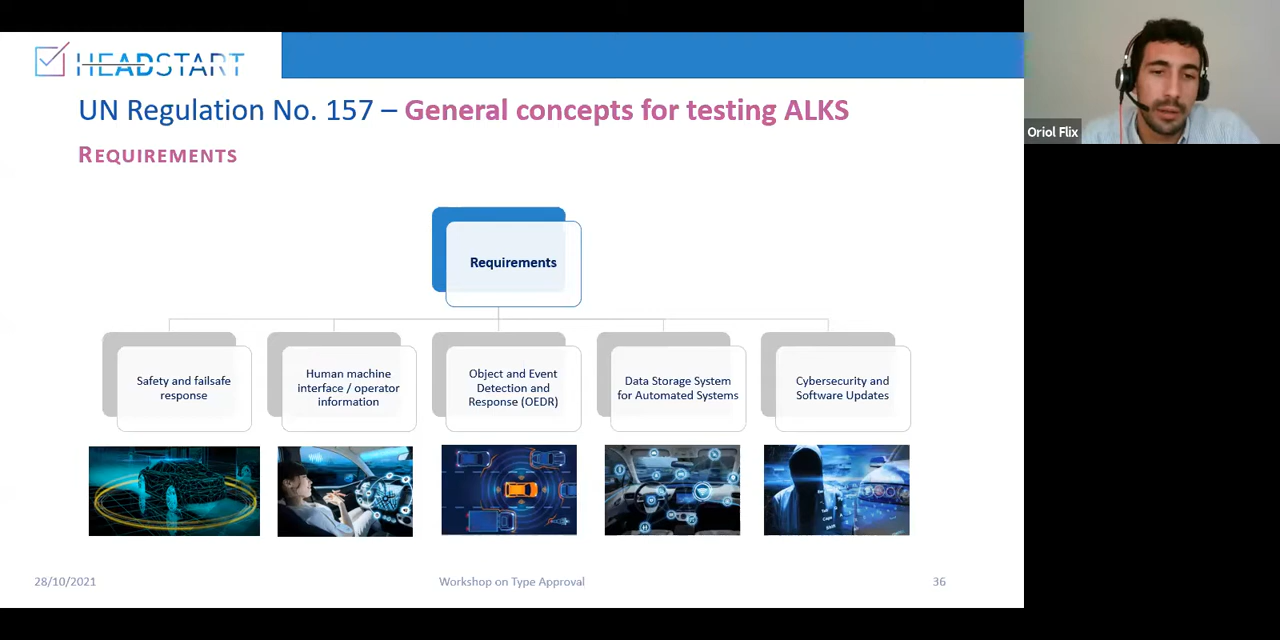 HEADSTART
UN Regulation No. 157 – General concepts for testing ALKS
REQUIREMENTS
Oriol Flix
Requirements
Safety and failsafe
response
Human machine
interface / operator
information
Object and Event
Detection and
Response (OEDR)
Data Storage System
for Automated Systems
Cybersecurity and
Software Updates
28/10/2021
Workshop on Type Approval
36